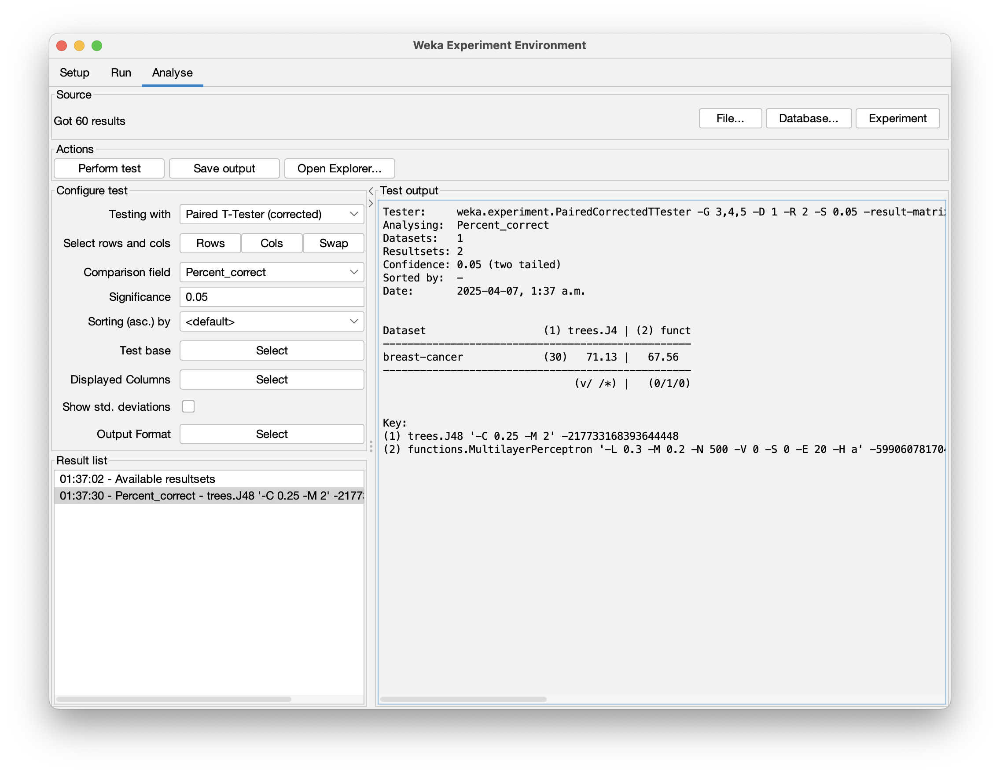 Weka Experiment Environment
Setup Run Analyse
Source
Got 60 results
File... Database... Experiment
Actions
Perform test Save output Open Explorer...
Configure test
Testing with Paired T-Tester (corrected)
Select rows and cols Rows Cols Swap
Comparison field Percent_correct
Significance 0.05
Sorting (asc.) by <default>
Test base Select
Displayed Columns Select
Show std. deviations
Output Format Select
Result list
01:37:02 - Available resultsets
01:37:30 - Percent_correct - trees.J48 '-C 0.25 -M 2' -2177
Test output
Tester:     weka.experiment.PairedCorrectedTTester -G 3,4,5 -D 1 -R 2 -S 0.05 -result-matrix
Analysing:  Percent_correct
Datasets:   1
Resultsets: 2
Confidence: 0.05 (two tailed)
Sorted by:  -
Date:       2025-04-07, 1:37 a.m.
Dataset                   (1) trees.J4 | (2) funct
--------------------------------------------------
breast-cancer             (30)   71.13 |   67.56
--------------------------------------------------
(v/ /*) |   (0/1/0)
Key:
(1) trees.J48 '-C 0.25 -M 2' -217733168393644448
(2) functions.MultilayerPerceptron '-L 0.3 -M 0.2 -N 500 -V 0 -S 0 -E 20 -H a' -599060781704